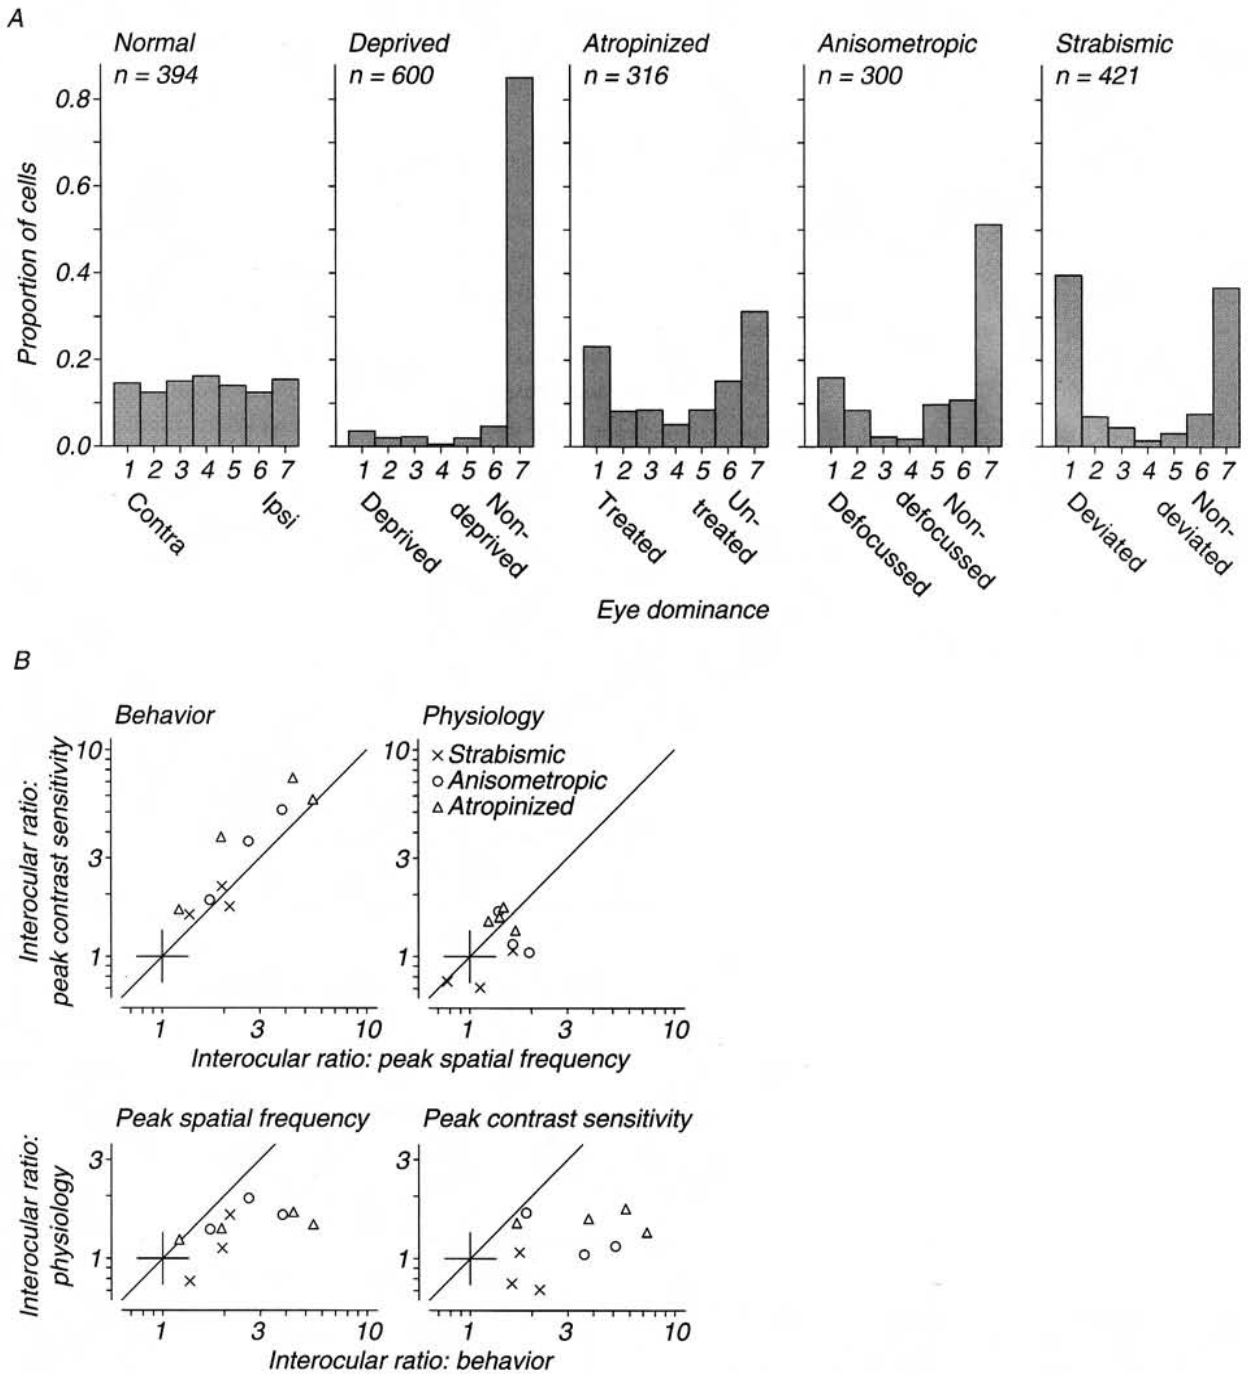 A
Normal
n = 394
Deprived
n = 600
Atropinized
n = 316
Anisometropic
n = 300
Strabismic
n = 421
Proportion of cells
0.8
0.6
0.4
0.2
0.0
1 2 3 4 5 6 7
1 2 3 4 5 6 7
1 2 3 4 5 6 7
1 2 3 4 5 6 7
1 2 3 4 5 6 7
Contra
Ipsi
Deprived
Non-
deprived
Treated
Un-
treated
Defocussed
Non-
defocussed
Deviated
Non-
deviated
Eye dominance
B
Behavior
Interocular ratio:
peak contrast sensitivity
10
3
1
1 3 10
Physiology
× Strabismic
○ Anisometropic
△ Atropinized
10
3
1
1 3 10
Interocular ratio: peak spatial frequency
Peak spatial frequency
Interocular ratio:
physiology
3
1
1 3 10
Peak contrast sensitivity
3
1
1 3 10
Interocular ratio: behavior